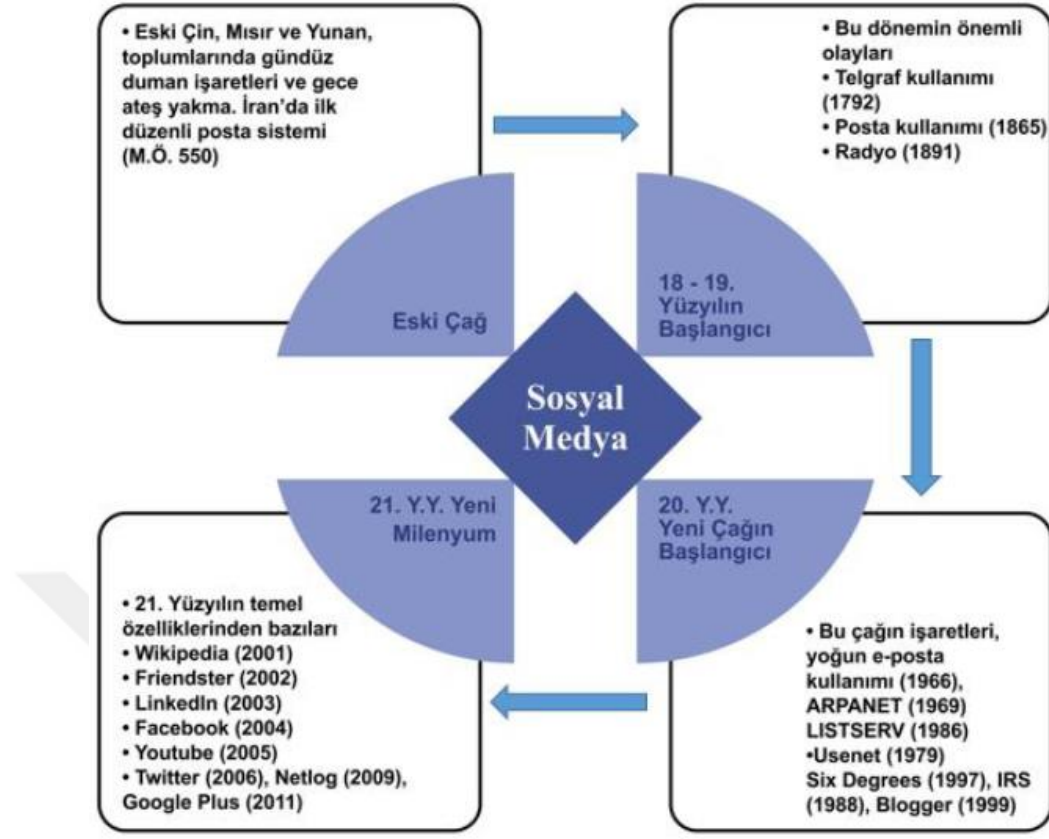 • Eski Çin, Mısır ve Yunan,
toplumlarında gündüz
duman işaretleri ve gece
ateş yakma. İran'da ilk
düzenli posta sistemi
(M.Ö. 550)
• Bu dönemin önemli
olayları
• Telgraf kullanımı
(1792)
• Posta kullanımı (1865)
• Radyo (1891)
Eski Çağ
18 - 19.
Yüzyılın
Başlangıcı
Sosyal
Medya
21. Y.Y. Yeni
Milenyum
20. Y.Y.
Yeni Çağın
Başlangıcı
• 21. Yüzyılın temel
özelliklerinden bazıları
• Wikipedia (2001)
• Friendster (2002)
• LinkedIn (2003)
• Facebook (2004)
• Youtube (2005)
• Twitter (2006), Netlog (2009),
Google Plus (2011)
• Bu çağın işaretleri,
yoğun e-posta
kullanımı (1966),
ARPANET (1969)
LISTSERV (1986)
•Usenet (1979)
Six Degrees (1997), IRS
(1988), Blogger (1999)